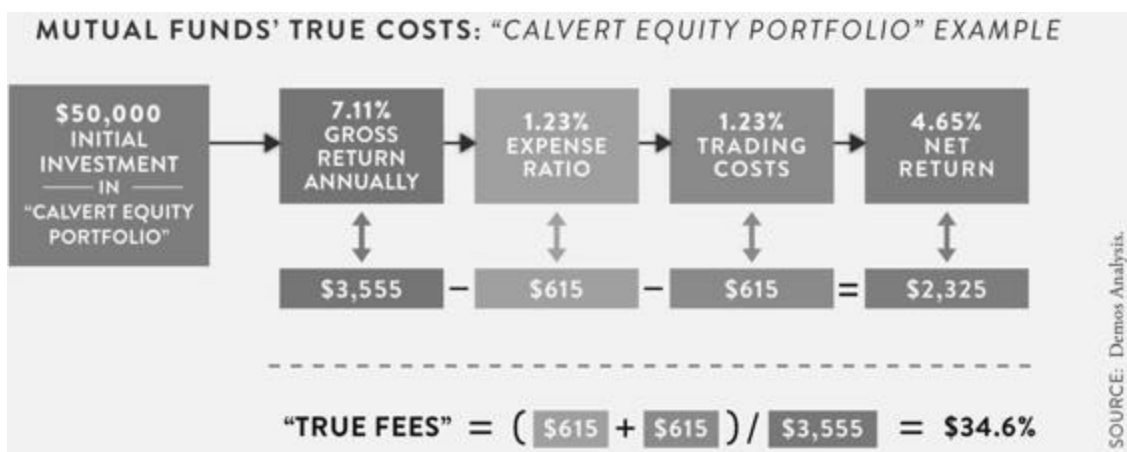 MUTUAL FUNDS' TRUE COSTS: "CALVERT EQUITY PORTFOLIO" EXAMPLE
$50,000
INITIAL
INVESTMENT
IN
"CALVERT EQUITY
PORTFOLIO"
7.11%
GROSS
RETURN
ANNUALLY
1.23%
EXPENSE
RATIO
1.23%
TRADING
COSTS
4.65%
NET
RETURN
$3,555 – $615 – $615 = $2,325
"TRUE FEES" = ( $615 + $615 ) / $3,555 = $34.6%
SOURCE: Demos Analysis.